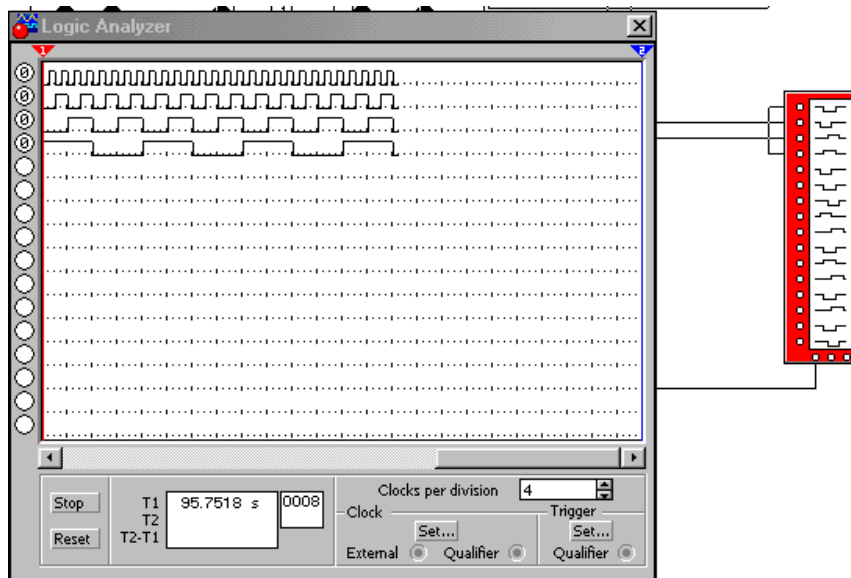 Logic Analyzer
1 2
0
0
0
0
Clocks per division 4
Stop T1 95.7518 s 0008 Clock Trigger
T2 Set... Set...
Reset T2-T1
External Qualifier Qualifier